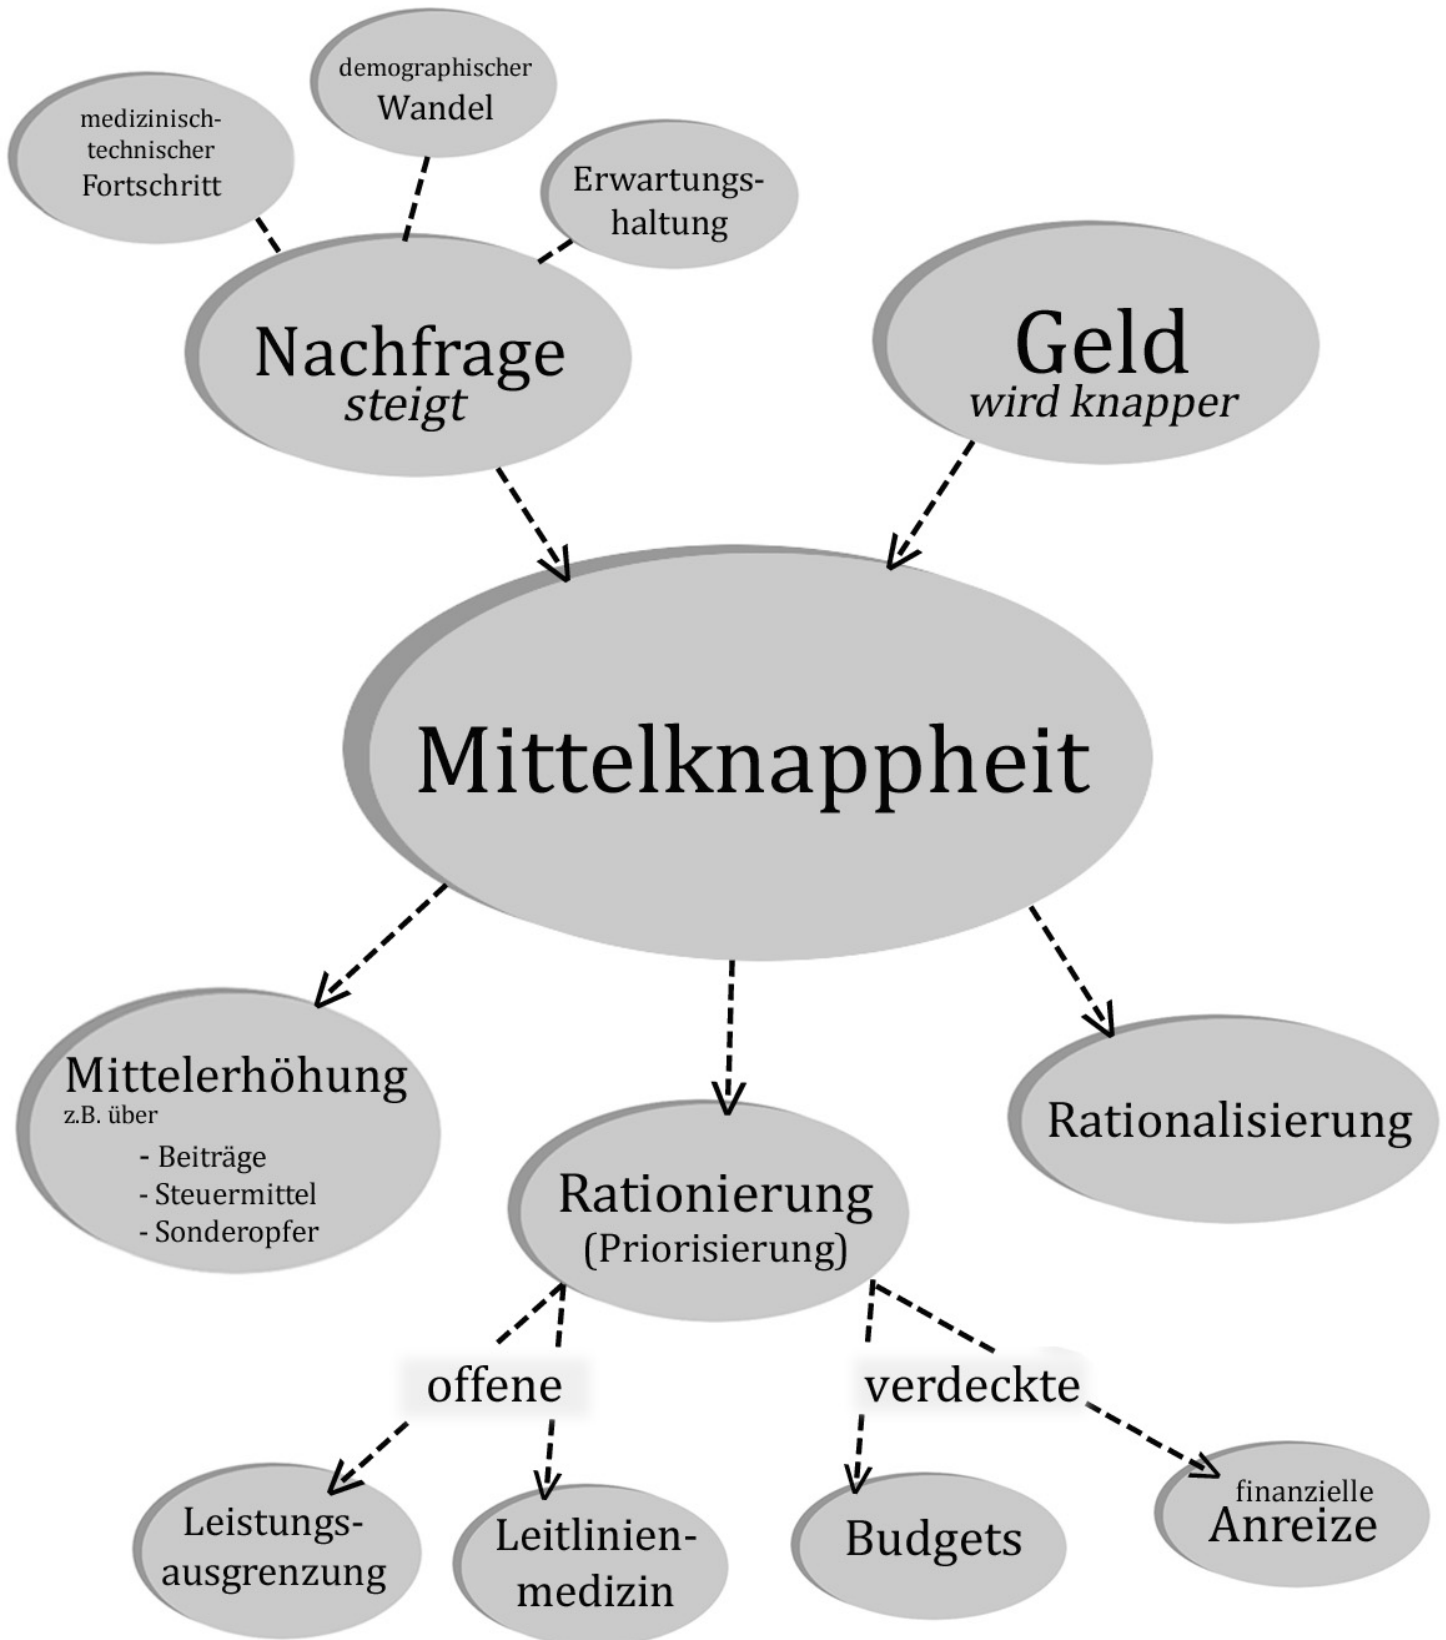 demographischer
Wandel
medizinisch-
technischer
Fortschritt
Erwartungs-
haltung
Nachfrage
steigt
Geld
wird knapper
Mittelknappheit
Mittelerhöhung
z.B. über
- Beiträge
- Steuermittel
- Sonderopfer
Rationierung
(Priorisierung)
Rationalisierung
offene
verdeckte
Leistungs-
ausgrenzung
Leitlinien-
medizin
Budgets
finanzielle
Anreize